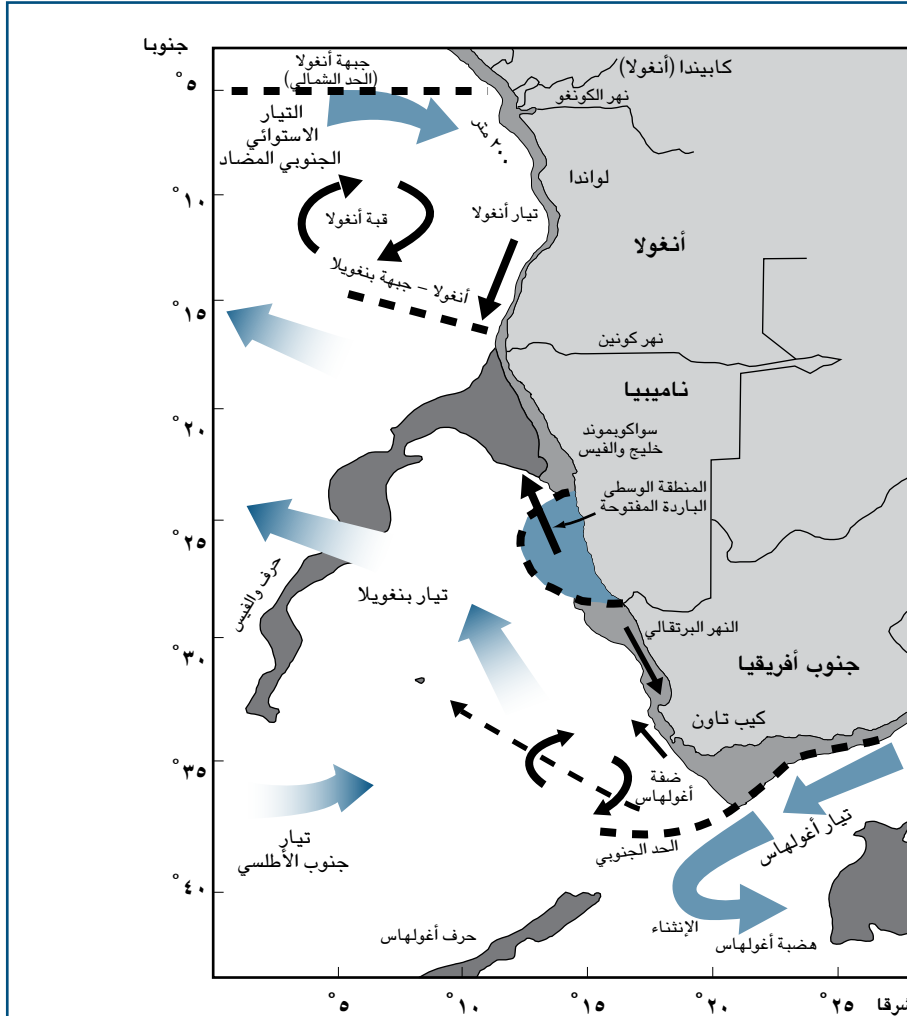 جنوبا
°٥
°١٠
°١٥
°٢٠
°٢٥
°٣٠
°٣٥
°٤٠
جبهة أنغولا
(الحد الشمالي)
كابيندا (أنغولا)
نهر الكونغو
التيار
الاستوائي
الجنوبي المضاد
٢٠٠ متر
لواندا
قبة أنغولا
تيار أنغولا
أنغولا
أنغولا – جبهة بنغويلا
نهر كونين
ناميبيا
سواكوبموند
خليج والفيس
المنطقة الوسطى
الباردة المفتوحة
حرف والفيس
تيار بنغويلا
النهر البرتقالي
جنوب أفريقيا
كيب تاون
ضفة
أغولهاس
تيار
جنوب الأطلسي
الحد الجنوبي
تيار أغولهاس
الإنثناء
هضبة أغولهاس
حرف أغولهاس
°٥
°١٠
°١٥
°٢٠
°٢٥
شرقا